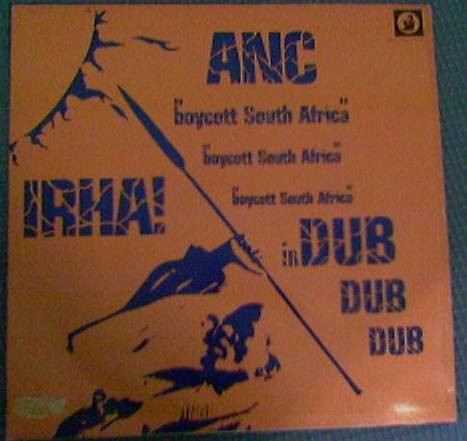 ANC
"boycott South Africa"
"boycott South Africa"
"boycott South Africa"
IRHA!
in DUB
DUB
DUB